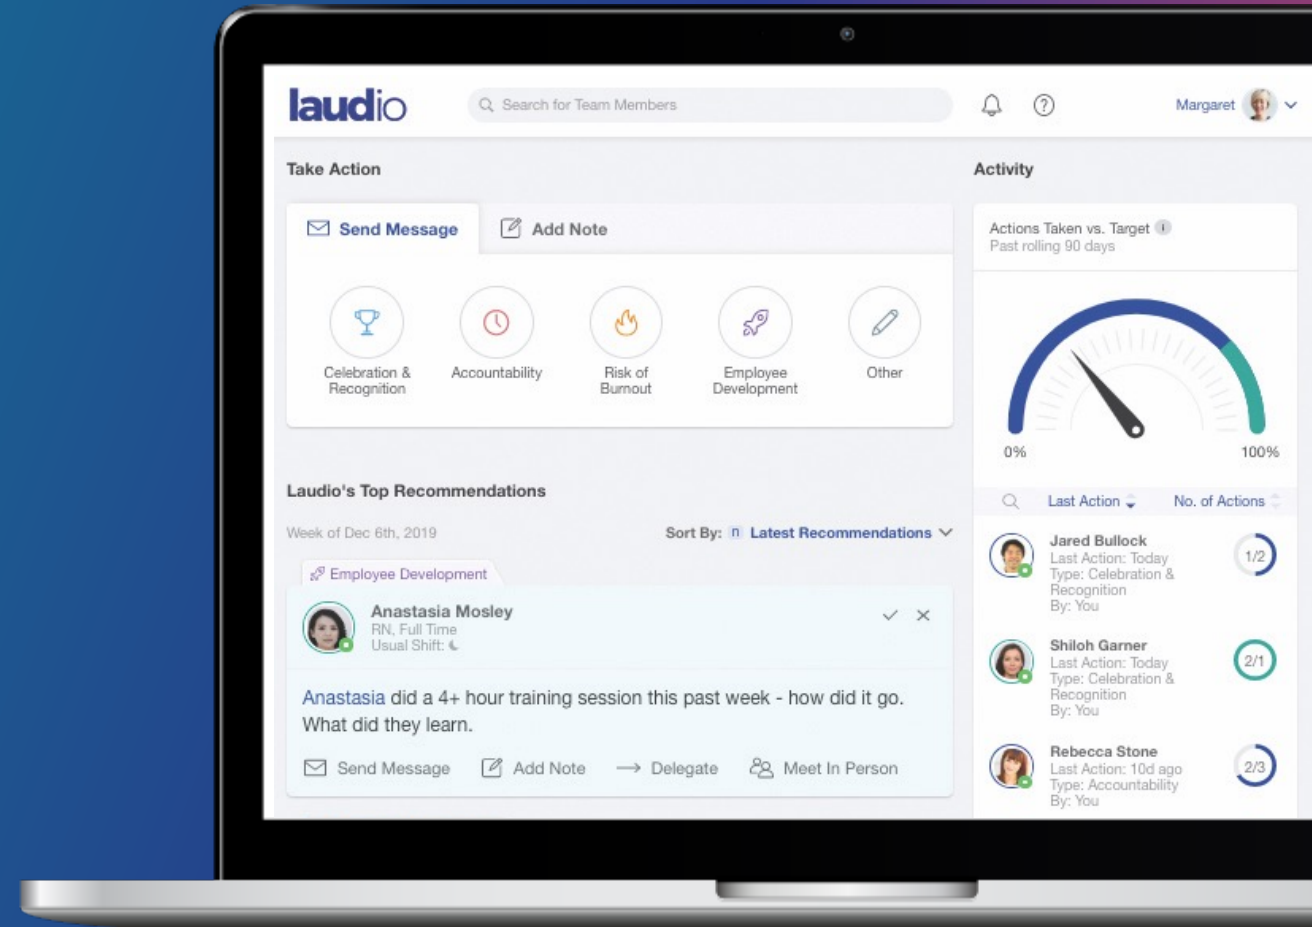 laudio
Search for Team Members
Margaret
Take Action
Send Message
Add Note
Celebration &
Recognition
Accountability
Risk of
Burnout
Employee
Development
Other
Laudio's Top Recommendations
Week of Dec 6th, 2019
Sort By: n Latest Recommendations
Employee Development
Anastasia Mosley
RN, Full Time
Usual Shift:
Anastasia did a 4+ hour training session this past week - how did it go.
What did they learn.
Send Message
Add Note
Delegate
Meet In Person
Activity
Actions Taken vs. Target i
Past rolling 90 days
0%
100%
Last Action
No. of Actions
Jared Bullock
Last Action: Today
Type: Celebration &
Recognition
By: You
1/2
Shiloh Garner
Last Action: Today
Type: Celebration &
Recognition
By: You
2/1
Rebecca Stone
Last Action: 10d ago
Type: Accountability
By: You
2/3